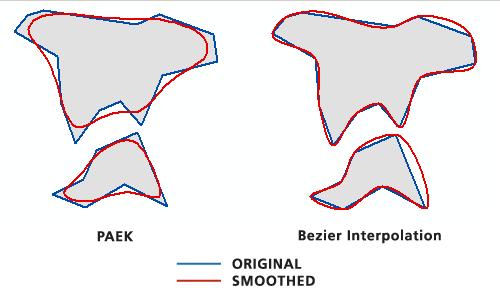 PAEK
Bezier Interpolation
ORIGINAL
SMOOTHED